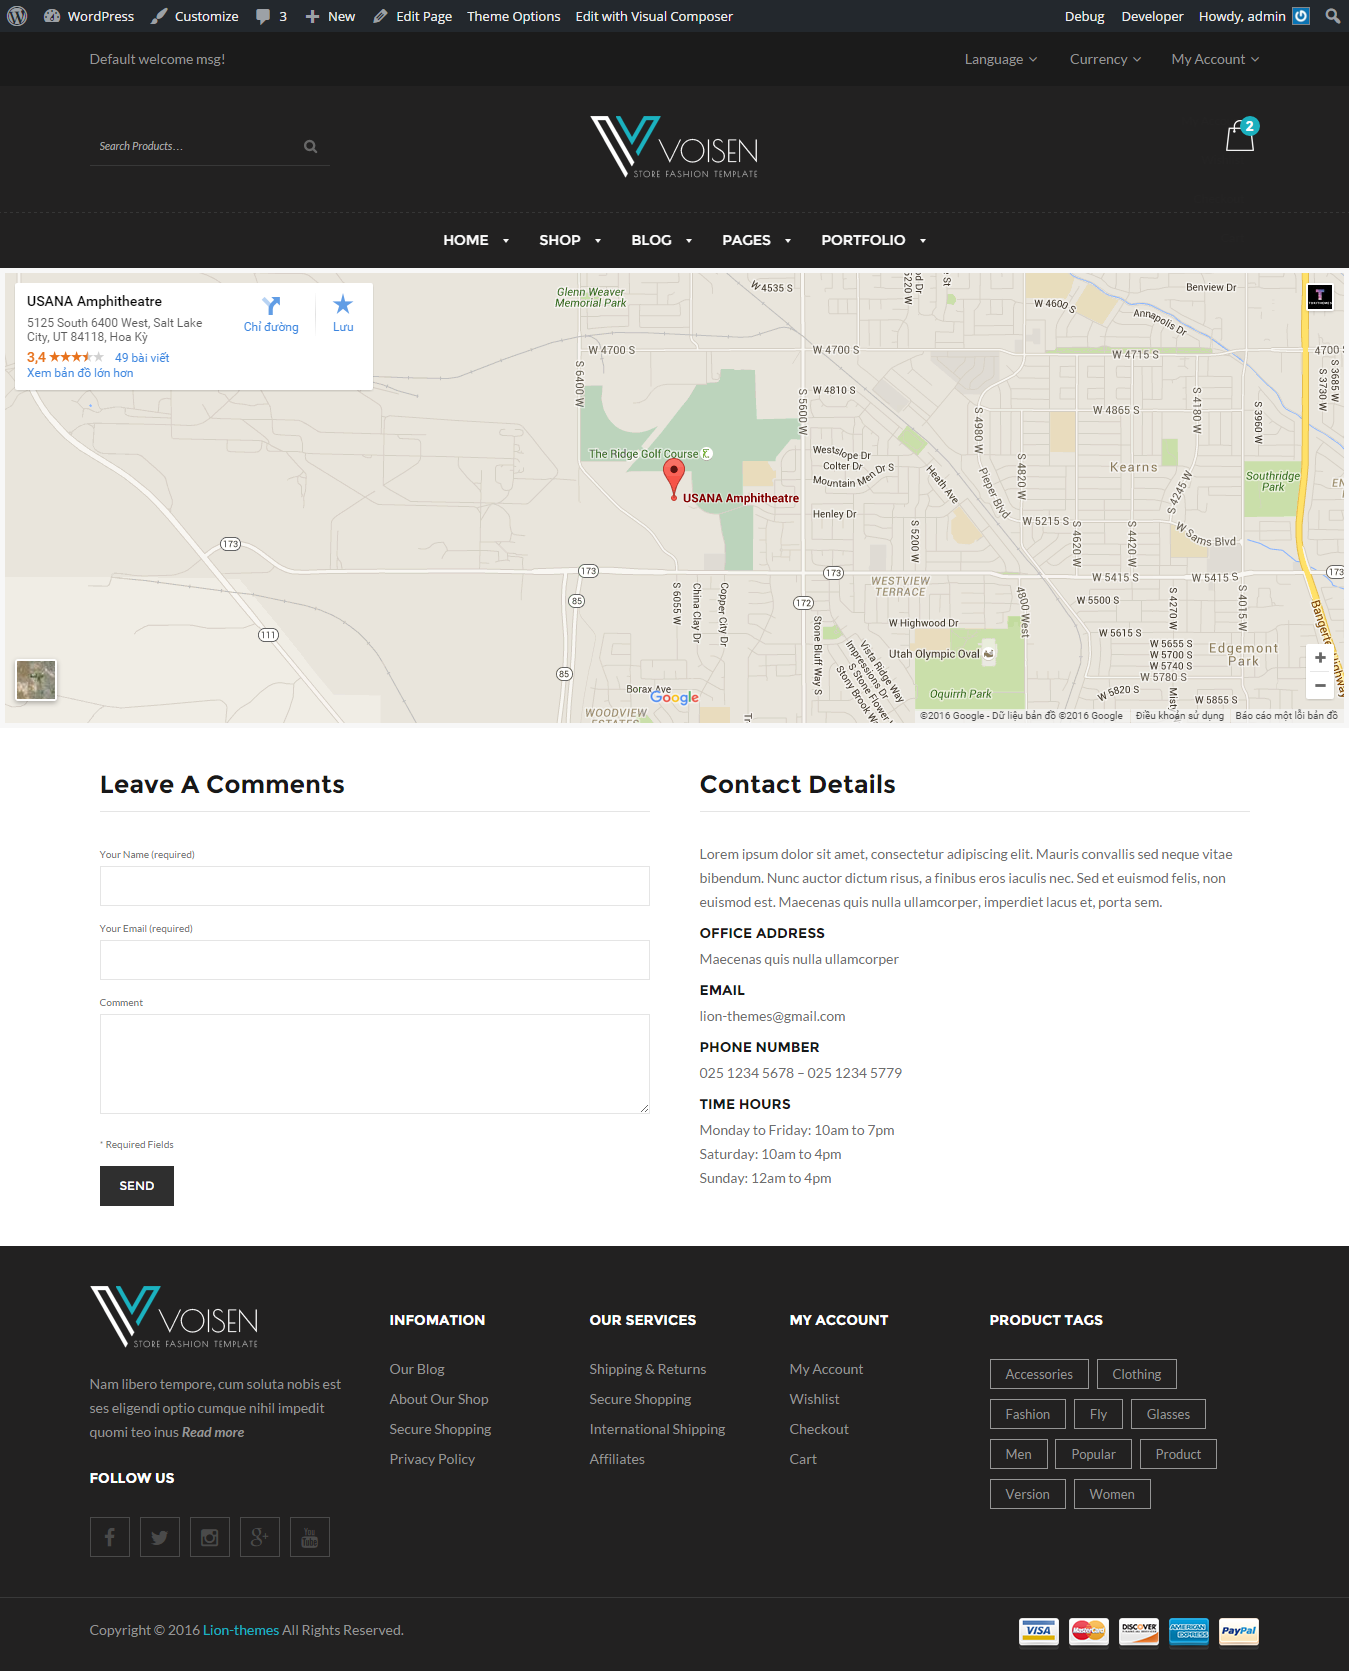 WordPress Customize 3 New Edit Page Theme Options Edit with Visual Composer Debug Developer Howdy, admin
Default welcome msg! Language Currency My Account
Search Products...
VOISEN
STORE FASHION TEMPLATE
2
HOME SHOP BLOG PAGES PORTFOLIO
USANA Amphitheatre
5125 South 6400 West, Salt Lake
City, UT 84118, Hoa Kỳ
3,4 49 bài viết
Xem bản đồ lớn hơn
Chỉ đường
Lưu
Glenn Weaver
Memorial Park
W 4535 S
Benview Dr
W 4600 S
Annapolis Dr
S 5220 W
W 4700 S
W 4700 S
W 4715 S
4700
S 6400 W
S 5600 W
W 4810 S
W 4865 S
S 4980 W
S 4180 W
S 3960 W
S 3730 W
S 3685 W
The Ridge Golf Course
Westslope Dr
Colter Dr
Mountain Men Dr S
Heath Ave
Pieper Blvd
S 4820 W
S 4420 W
S 4245 W
Kearns
Southridge
Park
USANA Amphitheatre
Henley Dr
S 5200 W
W 5215 S
S 4620 W
W Sams Blvd
173
173
173
173
W 5415 S
W 5415 S
WESTVIEW
TERRACE
85
172
111
85
S 6055 W
China Clay Dr
Copper City Dr
Stone Bluff Way S
4800 West
W 5500 S
S 4270 W
S 4015 W
W Highwood Dr
W 5615 S
W 5655 S
W 5700 S
W 5740 S
W 5780 S
Edgemont
Park
Utah Olympic Oval
Vista Ridge Way
Impressions Dr
S Stone Flower
Stony Brook W
Oquirrh Park
W 5820 S
W 5855 S
Borax Ave
Google
WOODVIEW
ESTATES
©2016 Google - Dữ liệu bản đồ ©2016 Google Điều khoản sử dụng Báo cáo một lỗi bản đồ
Leave A Comments
Your Name (required)
Your Email (required)
Comment
* Required Fields
SEND
Contact Details
Lorem ipsum dolor sit amet, consectetur adipiscing elit. Mauris convallis sed neque vitae
bibendum. Nunc auctor dictum risus, a finibus eros iaculis nec. Sed et euismod felis, non
euismod est. Maecenas quis nulla ullamcorper, imperdiet lacus et, porta sem.
OFFICE ADDRESS
Maecenas quis nulla ullamcorper
EMAIL
lion-themes@gmail.com
PHONE NUMBER
025 1234 5678 – 025 1234 5779
TIME HOURS
Monday to Friday: 10am to 7pm
Saturday: 10am to 4pm
Sunday: 12am to 4pm
VOISEN
STORE FASHION TEMPLATE
Nam libero tempore, cum soluta nobis est
ses eligendi optio cumque nihil impedit
quomi teo inus Read more
FOLLOW US
You
Tube
INFOMATION
Our Blog
About Our Shop
Secure Shopping
Privacy Policy
OUR SERVICES
Shipping & Returns
Secure Shopping
International Shipping
Affiliates
MY ACCOUNT
My Account
Wishlist
Checkout
Cart
PRODUCT TAGS
Accessories Clothing
Fashion Fly Glasses
Men Popular Product
Version Women
Copyright © 2016 Lion-themes All Rights Reserved.
VISA MasterCard DISCOVER AMERICAN EXPRESS PayPal